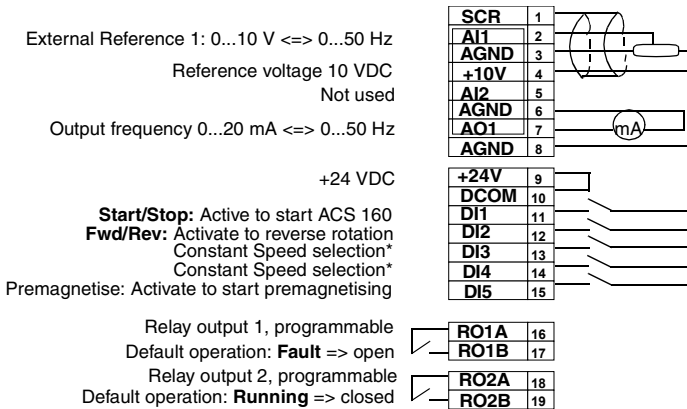 SCR 1
External Reference 1: 0...10 V <=> 0...50 Hz AI1 2
AGND 3
Reference voltage 10 VDC +10V 4
Not used AI2 5
AGND 6
Output frequency 0...20 mA <=> 0...50 Hz AO1 7 mA
AGND 8
+24 VDC +24V 9
DCOM 10
Start/Stop: Active to start ACS 160 DI1 11
Fwd/Rev: Activate to reverse rotation DI2 12
Constant Speed selection* DI3 13
Constant Speed selection* DI4 14
Premagnetise: Activate to start premagnetising DI5 15
Relay output 1, programmable RO1A 16
Default operation: Fault => open RO1B 17
Relay output 2, programmable RO2A 18
Default operation: Running => closed RO2B 19